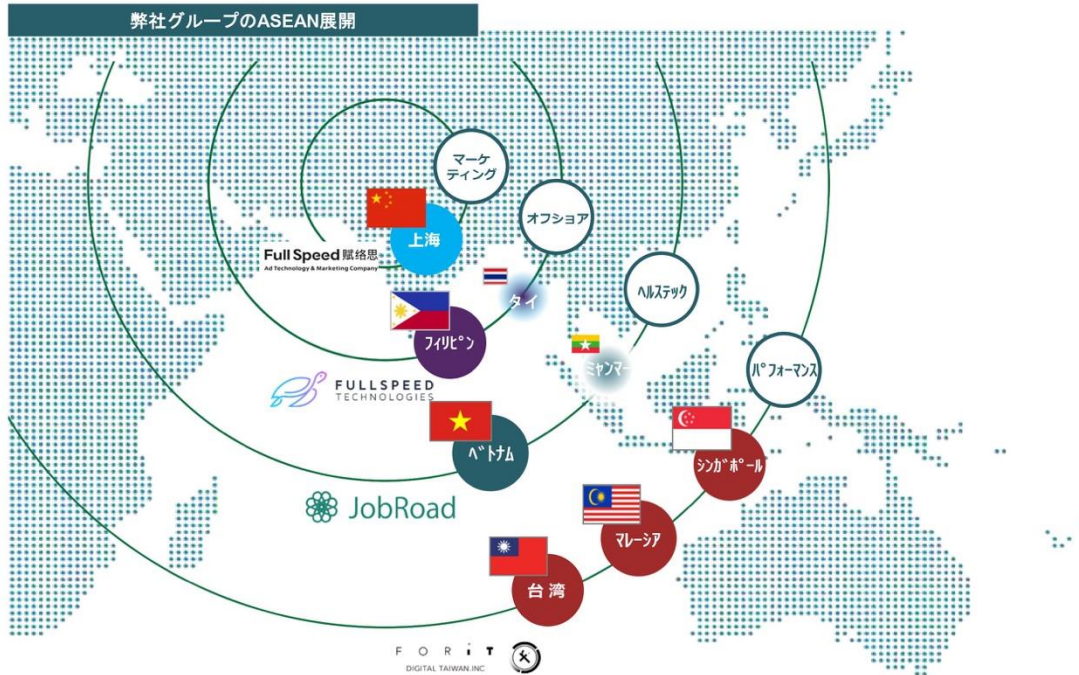 弊社グループのASEAN展開
マーケ
ティング
オフショア
上海
Full Speed 赋络思
Ad Technology & Marketing Company
タイ
ヘルステック
フィリピン
ミャンマー
パフォーマンス
FULLSPEED
TECHNOLOGIES
ベトナム
シンガポール
JobRoad
マレーシア
台湾
FORiT
DIGITAL TAIWAN.INC